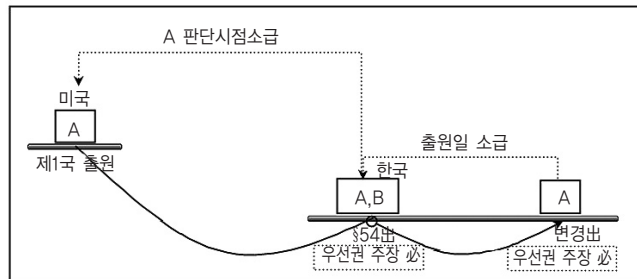 A 판단시점소급
미국
A
제1국 출원
출원일 소급
한국
A,B
A
§54出
변경出
우선권 주장 必
우선권 주장 必